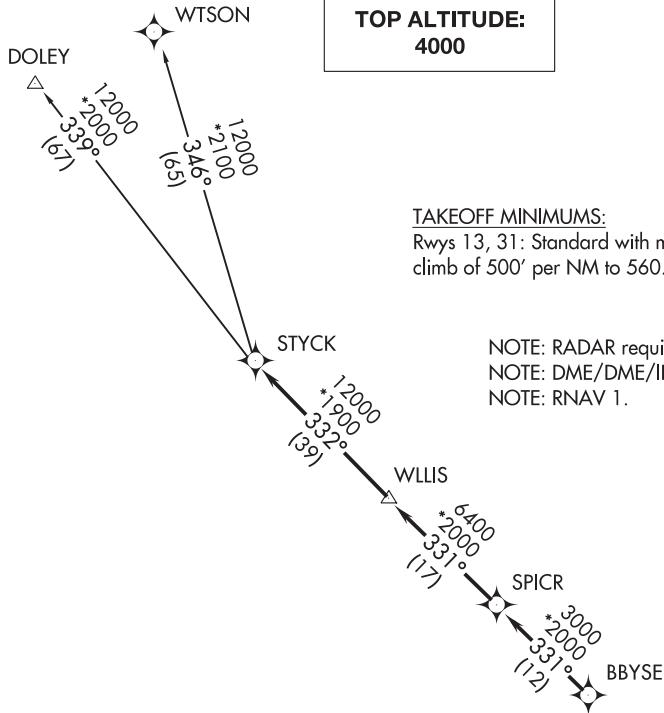 WTSON
DOLEY
TOP ALTITUDE:
4000
12000
*2000
339°
(67)
12000
*2100
346°
(65)
TAKEOFF MINIMUMS:
Rwys 13, 31: Standard with
climb of 500' per NM to 560.
STYCK
NOTE: RADAR
NOTE: DME/DME/
NOTE: RNAV 1.
12000
*1900
332°
(39)
WLLIS
6400
*2000
331°
(17)
SPICR
3000
*2000
331°
(12)
BBYSE